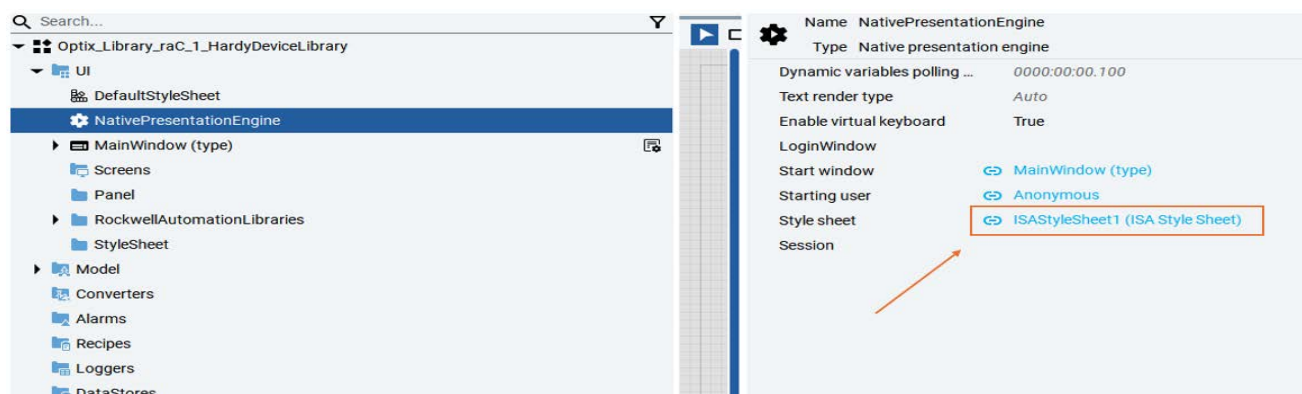 Search...
Optix_Library_raC_1_HardyDeviceLibrary
UI
DefaultStyleSheet
NativePresentationEngine
MainWindow (type)
Screens
Panel
RockwellAutomationLibraries
StyleSheet
Model
Converters
Alarms
Recipes
Loggers
DataStores
Name NativePresentationEngine
Type Native presentation engine
Dynamic variables polling ... 0000:00:00.100
Text render type Auto
Enable virtual keyboard True
LoginWindow
Start window MainWindow (type)
Starting user Anonymous
Style sheet ISAStyleSheet1 (ISA Style Sheet)
Session